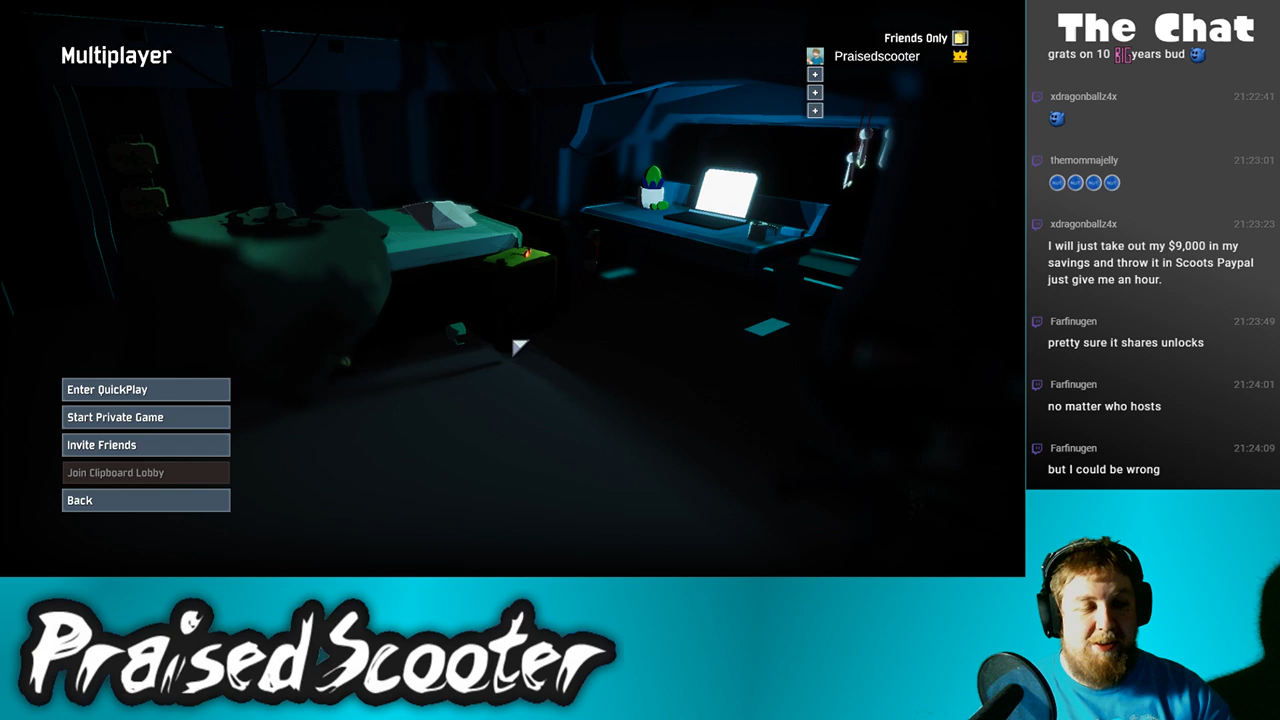 Multiplayer
Friends Only
Praisedscooter
Enter QuickPlay
Start Private Game
Invite Friends
Join Clipboard Lobby
Back
The Chat
grats on 10 BIG years bud
xdragonballz4x 21:22:41
themommajelly 21:23:01
xdragonballz4x 21:23:23
I will just take out my $9,000 in my
savings and throw it in Scoots Paypal
just give me an hour.
Farfinugen 21:23:49
pretty sure it shares unlocks
Farfinugen 21:24:01
no matter who hosts
Farfinugen 21:24:09
but I could be wrong
PraisedScooter